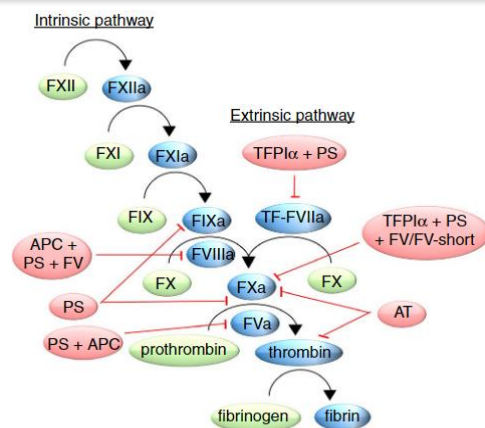 Intrinsic pathway
FXII
FXIIa
Extrinsic pathway
FXI
FXIa
TFPIα + PS
FIX
FIXa
TF-FVIIa
TFPIα + PS
+ FV/FV-short
APC +
PS + FV
FVIIIa
FX
FXa
FX
PS
AT
FVa
PS + APC
prothrombin
thrombin
fibrinogen
fibrin